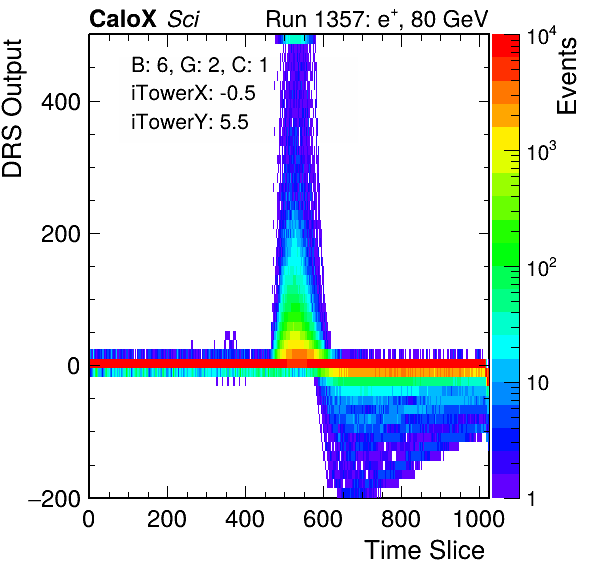 CaloX Sci Run 1357: e⁺, 80 GeV
B: 6, G: 2, C: 1
iTowerX: -0.5
iTowerY: 5.5
DRS Output
400
200
0
−200
0 200 400 600 800 1000
Time Slice
Events
10⁴
10³
10²
10
1